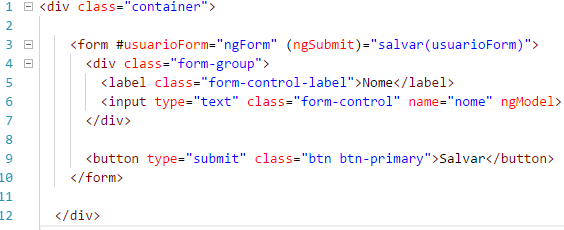 1 <div class="container">
2
3 <form #usuarioForm="ngForm" (ngSubmit)="salvar(usuarioForm)">
4 <div class="form-group">
5 <label class="form-control-label">Nome</label>
6 <input type="text" class="form-control" name="nome" ngModel>
7 </div>
8
9 <button type="submit" class="btn btn-primary">Salvar</button>
10 </form>
11
12 </div>